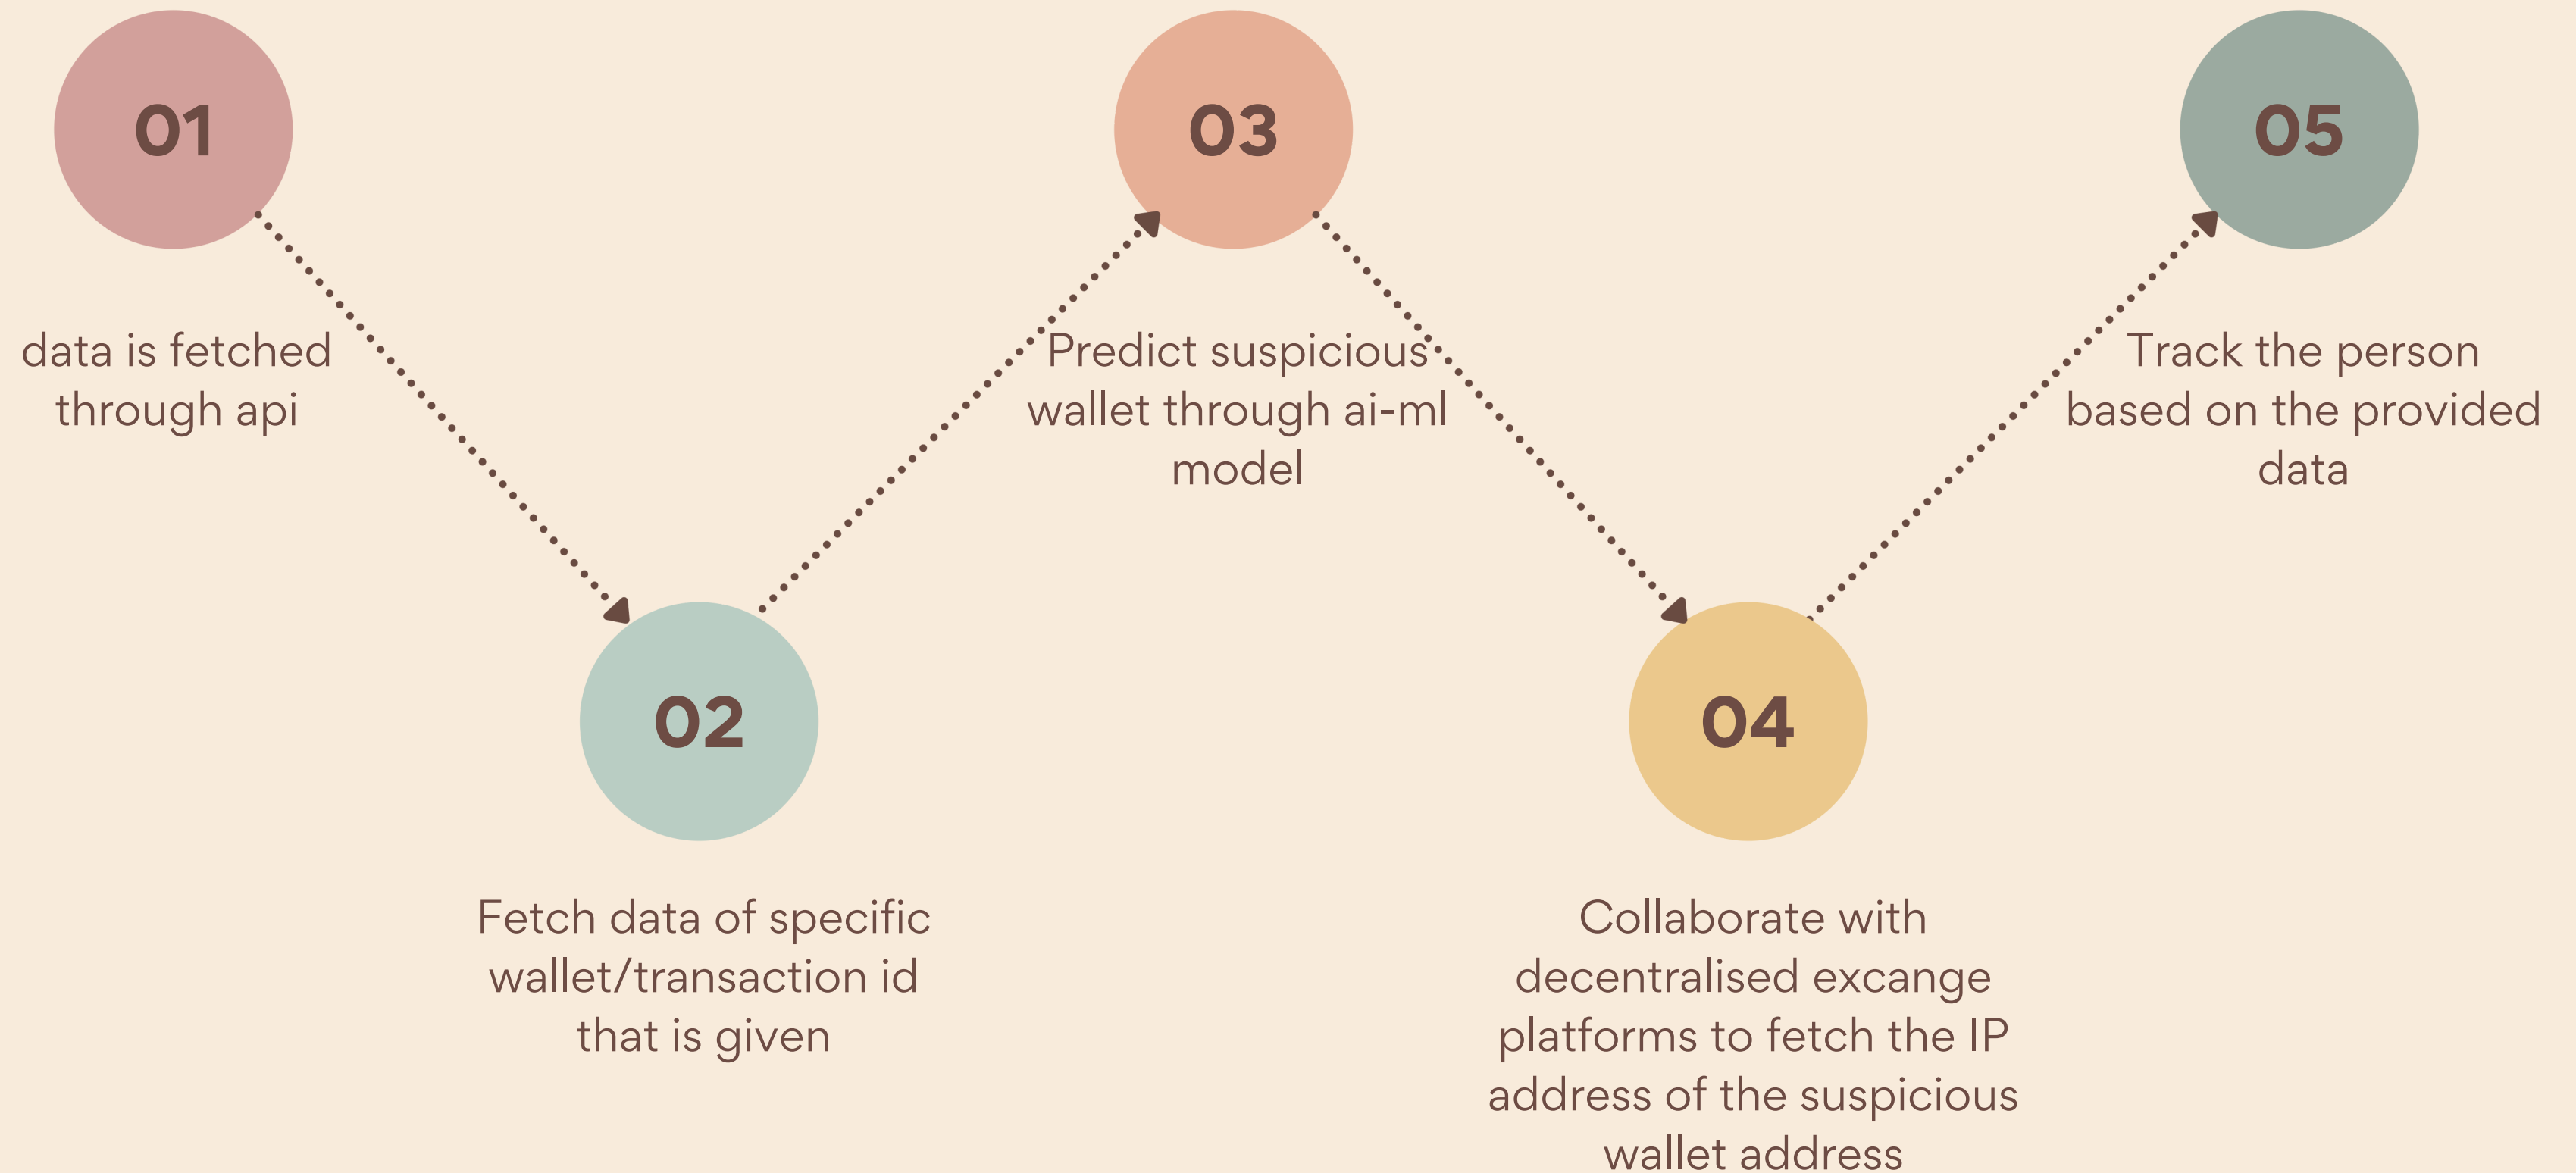 01
data is fetched
through api
02
Fetch data of specific
wallet/transaction id
that is given
03
Predict suspicious
wallet through ai-ml
model
04
Collaborate with
decentralised excange
platforms to fetch the IP
address of the suspicious
wallet address
05
Track the person
based on the provided
data